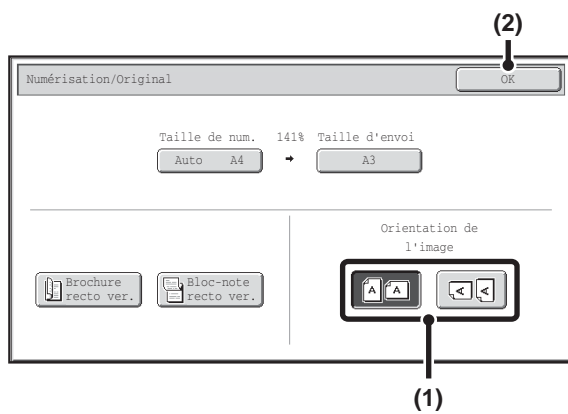 (2)
Numérisation/Original
OK
Taille de num. 141% Taille d'envoi
Auto A4 → A3
Orientation de
l'image
Brochure
recto ver.
Bloc-note
recto ver.
A A A A
(1)